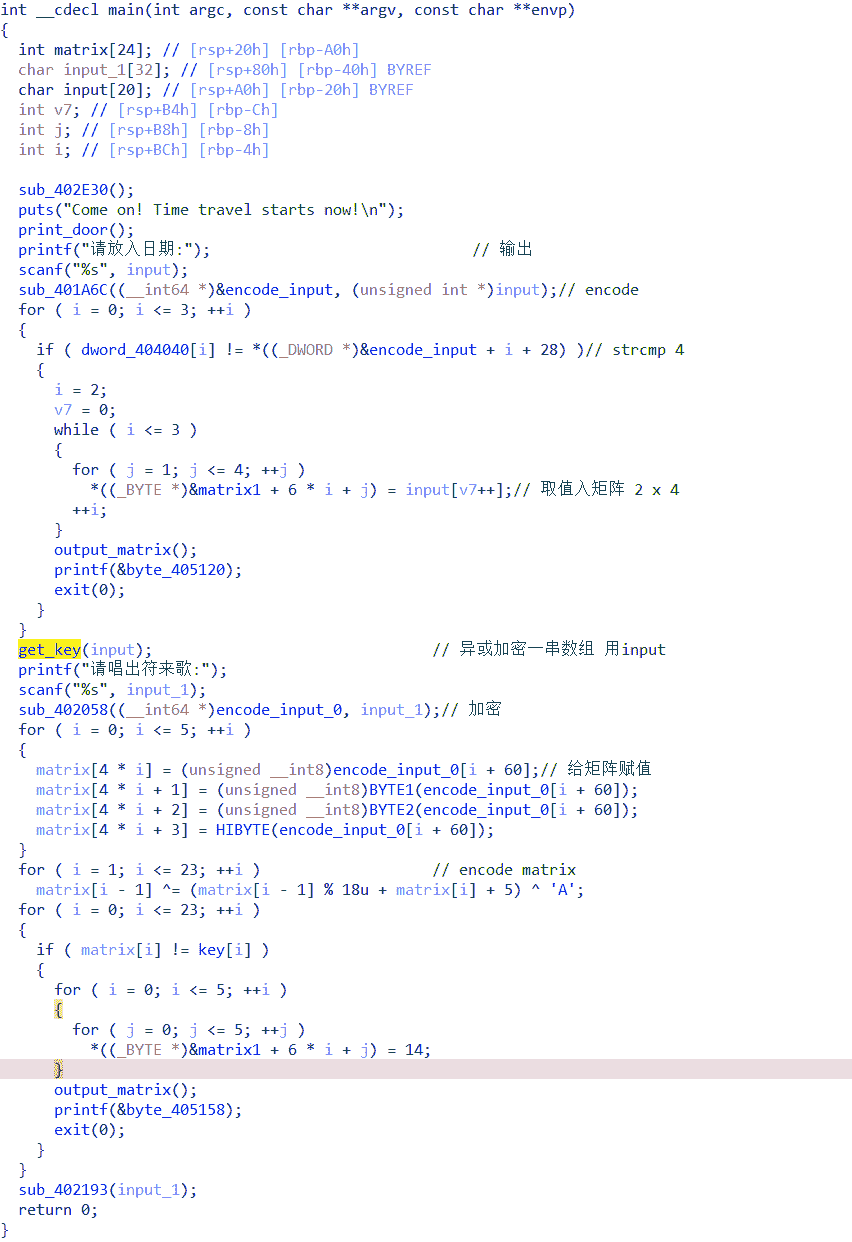 int __cdecl main(int argc, const char **argv, const char **envp)
{
  int matrix[24]; // [rsp+20h] [rbp-A0h]
  char input_1[32]; // [rsp+80h] [rbp-40h] BYREF
  char input[20]; // [rsp+A0h] [rbp-20h] BYREF
  int v7; // [rsp+B4h] [rbp-Ch]
  int j; // [rsp+B8h] [rbp-8h]
  int i; // [rsp+BCh] [rbp-4h]

  sub_402E30();
  puts("Come on! Time travel starts now!\n");
  print_door();
  printf("请放入日期:");                          // 输出
  scanf("%s", input);
  sub_401A6C((__int64 *)&encode_input, (unsigned int *)input);// encode
  for ( i = 0; i <= 3; ++i )
  {
    if ( dword_404040[i] != *((_DWORD *)&encode_input + i + 28) )// strcmp 4
    {
      i = 2;
      v7 = 0;
      while ( i <= 3 )
      {
        for ( j = 1; j <= 4; ++j )
          *((_BYTE *)&matrix1 + 6 * i + j) = input[v7++];// 取值入矩阵 2 x 4
        ++i;
      }
      output_matrix();
      printf(&byte_405120);
      exit(0);
    }
  }
  get_key(input);                               // 异或加密一串数组 用input
  printf("请唱出符来歌:");
  scanf("%s", input_1);
  sub_402058((__int64 *)encode_input_0, input_1);// 加密
  for ( i = 0; i <= 5; ++i )
  {
    matrix[4 * i] = (unsigned __int8)encode_input_0[i + 60];// 给矩阵赋值
    matrix[4 * i + 1] = (unsigned __int8)BYTE1(encode_input_0[i + 60]);
    matrix[4 * i + 2] = (unsigned __int8)BYTE2(encode_input_0[i + 60]);
    matrix[4 * i + 3] = HIBYTE(encode_input_0[i + 60]);
  }
  for ( i = 1; i <= 23; ++i )                   // encode matrix
    matrix[i - 1] ^= (matrix[i - 1] % 18u + matrix[i] + 5) ^ 'A';
  for ( i = 0; i <= 23; ++i )
  {
    if ( matrix[i] != key[i] )
    {
      for ( i = 0; i <= 5; ++i )
      {
        for ( j = 0; j <= 5; ++j )
          *((_BYTE *)&matrix1 + 6 * i + j) = 14;
      }
      output_matrix();
      printf(&byte_405158);
      exit(0);
    }
  }
  sub_402193(input_1);
  return 0;
}